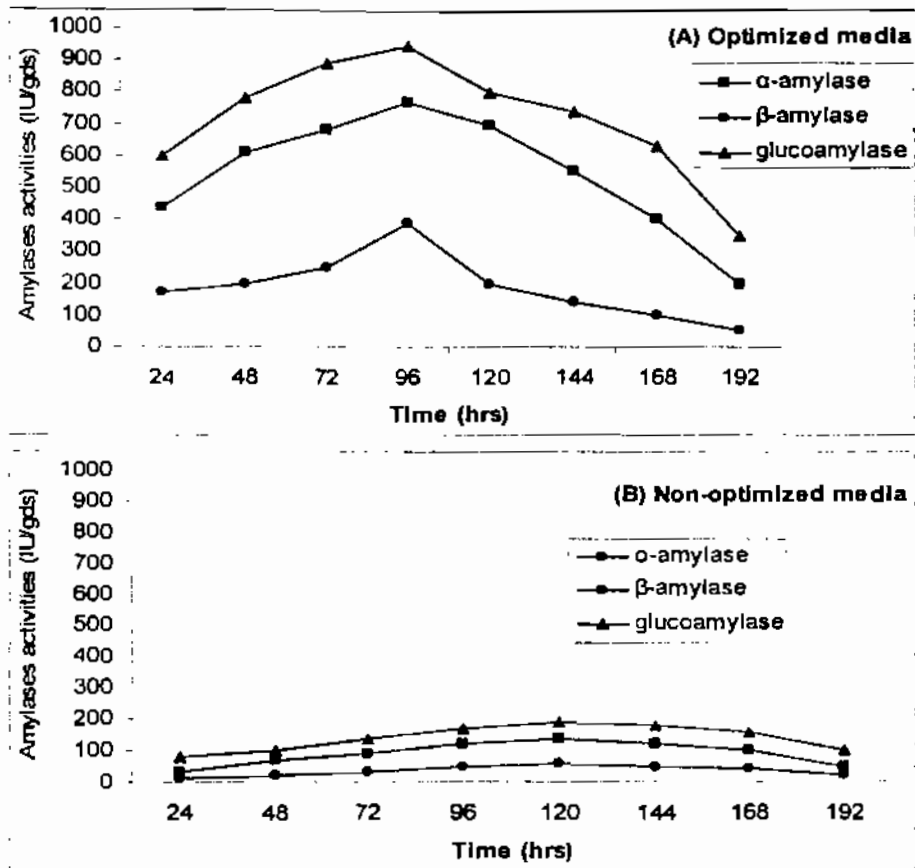 Amylases activities (IU/gds)
1000
900
800
700
600
500
400
300
200
100
0
(A) Optimized media
α-amylase
β-amylase
glucoamylase
24 48 72 96 120 144 168 192
Time (hrs)
Amylases activities (IU/gds)
1000
900
800
700
600
500
400
300
200
100
0
(B) Non-optimized media
α-amylase
β-amylase
glucoamylase
24 48 72 96 120 144 168 192
Time (hrs)